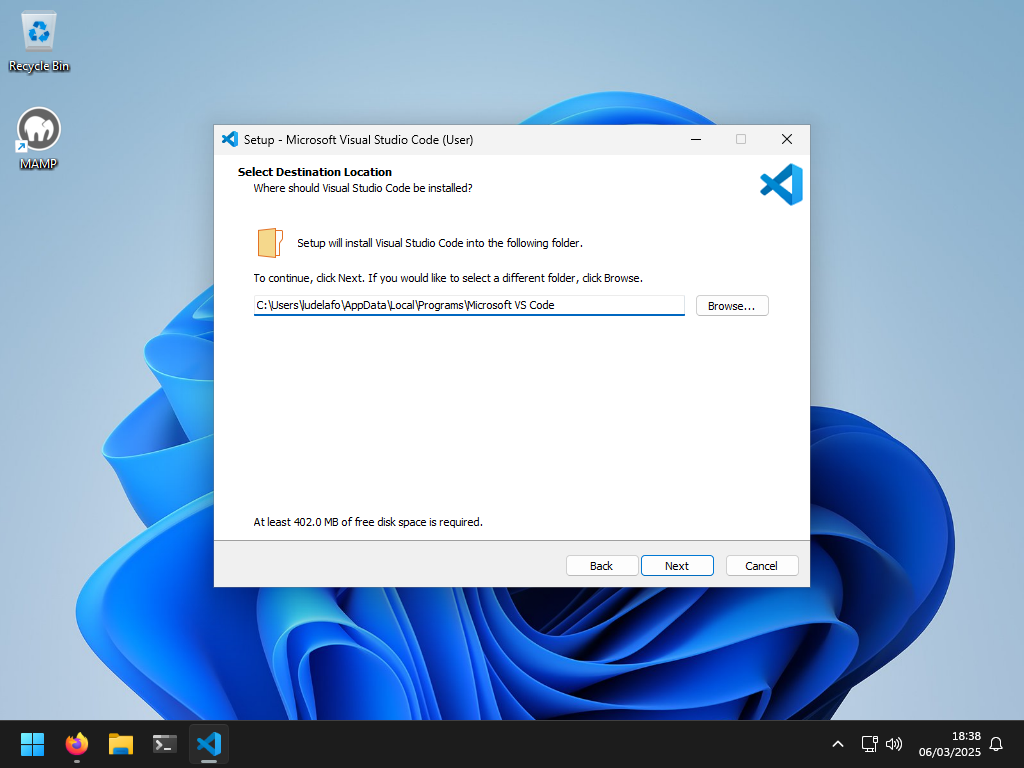 Recycle Bin
MAMP
Setup - Microsoft Visual Studio Code (User)
Select Destination Location
Where should Visual Studio Code be installed?
Setup will install Visual Studio Code into the following folder.
To continue, click Next. If you would like to select a different folder, click Browse.
C:\Users\ludelafo\AppData\Local\Programs\Microsoft VS Code
Browse...
At least 402.0 MB of free disk space is required.
Back
Next
Cancel
18:38
06/03/2025